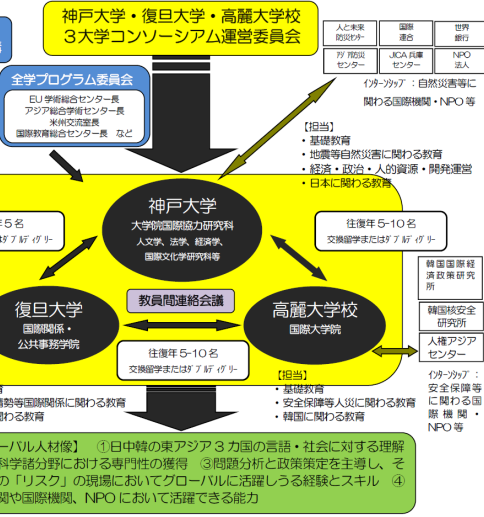 神戸大学・復旦大学・高麗大学校
３大学コンソーシアム運営委員会
人と未来
防災ｾﾝﾀｰ
国際
連合
世界
銀行
ｱｼﾞｱ防災
センター
JICA 兵庫
センター
NPO
法人
ｲﾝﾀｰﾝｼｯﾌﾟ：自然災害等に
関わる国際機関・NPO 等
全学プログラム委員会
EU 学術総合センター長
アジア総合学術センター長
米州交流室長
国際教育総合センター長　など
【担当】
・基礎教育
・地震等自然災害に関わる教育
・経済・政治・人的資源・開発運営
・日本に関わる教育
神戸大学
大学院国際協力研究科
人文学、法学、経済学、
国際文化学研究科等
年５名
はﾀﾞﾌﾞﾙﾃﾞｨｸﾞﾘｰ
往復年 5-10 名
交換留学またはﾀﾞﾌﾞﾙﾃﾞｨｸﾞﾘｰ
教員間連絡会議
復旦大学
国際関係・
公共事務学院
高麗大学校
国際大学院
往復年 5-10 名
交換留学またはﾀﾞﾌﾞﾙﾃﾞｨｸﾞﾘｰ
韓国国際経
済政策研究
所
韓国核安全
研究所
人権アジア
センター
ｲﾝﾀｰﾝｼｯﾌﾟ：
安全保障等
に関わる国
際機関・
NPO 等
育
情勢等国際関係に関わる教育
関わる教育
【担当】
・基礎教育
・安全保障等人災に関わる教育
・韓国に関わる教育
ーバル人材像】　①日中韓の東アジア 3 カ国の言語・社会に対する理解
科学諸分野における専門性の獲得　③問題分析と政策策定を主導し、そ
の「リスク」の現場においてグローバルに活躍しうる経験とスキル　④
関や国際機関、NPO において活躍できる能力